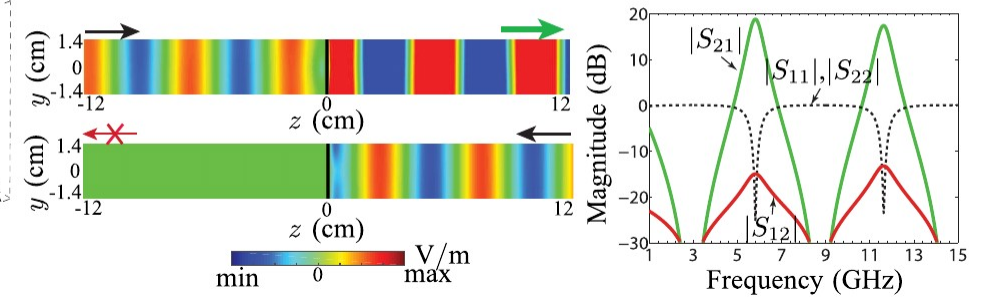 y (cm)
1.4
0
-1.4
-12
0
12
z (cm)
y (cm)
1.4
0
-1.4
-12
0
12
z (cm)
V/m
min
0
max
Magnitude (dB)
20
10
0
−10
−20
−30
|S21|
|S11|,|S22|
|S12|
1
3
5
7
9
11
13
15
Frequency (GHz)